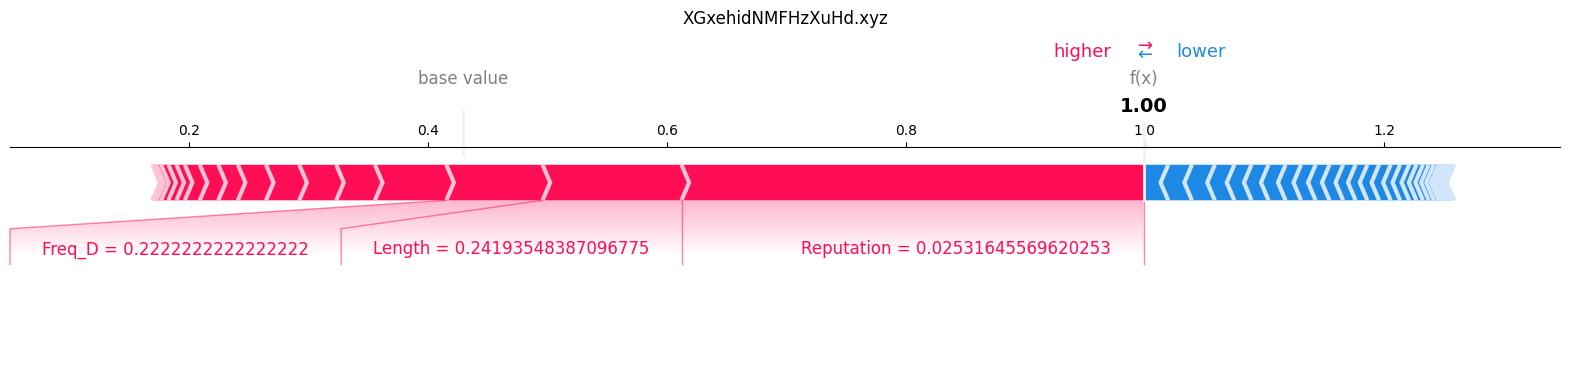 XGxehidNMFHzXuHd.xyz
higher ⇄ lower
base value f(x)
1.00
0.2 0.4 0.6 0.8 1.0 1.2
Freq_D = 0.2222222222222222 Length = 0.24193548387096775 Reputation = 0.02531645569620253